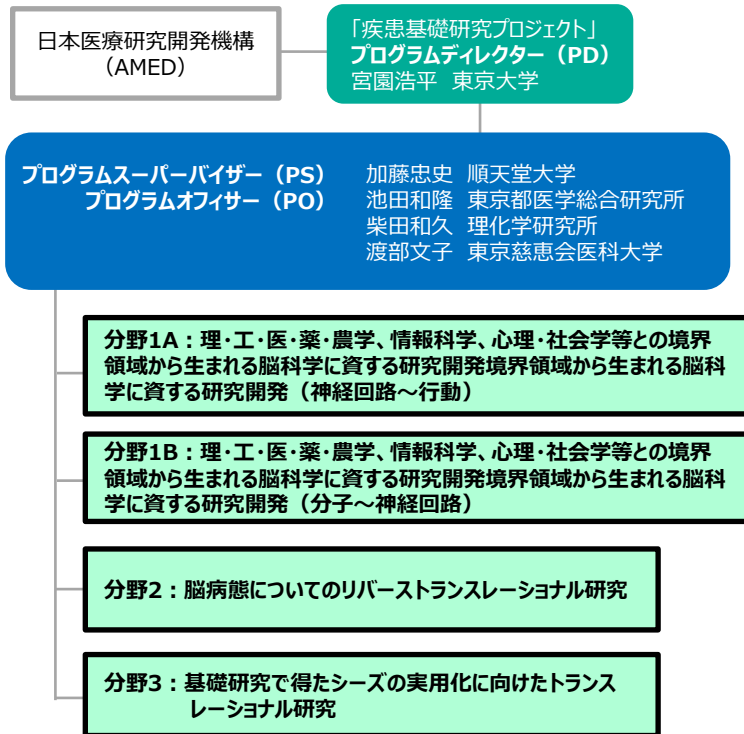 日本医療研究開発機構
（AMED）
「疾患基礎研究プロジェクト」
プログラムディレクター（PD）
宮園浩平 東京大学
プログラムスーパーバイザー（PS） 加藤忠史 順天堂大学
プログラムオフィサー（PO） 池田和隆 東京都医学総合研究所
柴田和久 理化学研究所
渡部文子 東京慈恵会医科大学
分野1A：理・工・医・薬・農学、情報科学、心理・社会学等との境界
領域から生まれる脳科学に資する研究開発境界領域から生まれる脳科
学に資する研究開発（神経回路～行動）
分野1B：理・工・医・薬・農学、情報科学、心理・社会学等との境界
領域から生まれる脳科学に資する研究開発境界領域から生まれる脳科
学に資する研究開発（分子～神経回路）
分野2：脳病態についてのリバーストランスレーショナル研究
分野3：基礎研究で得たシーズの実用化に向けたトランス
レーショナル研究